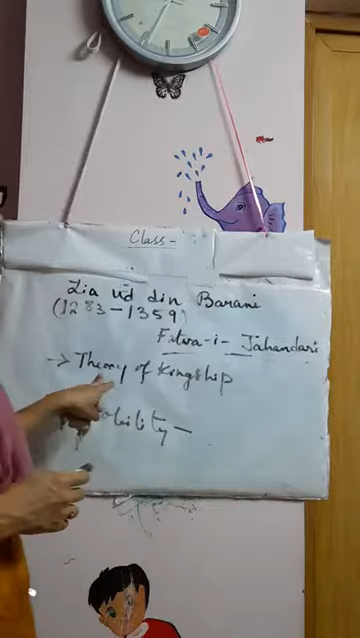 Class-
Zia ud din Barani
(1283-1359)
Fatwa-i-Jahandari
→ Theory of Kingship